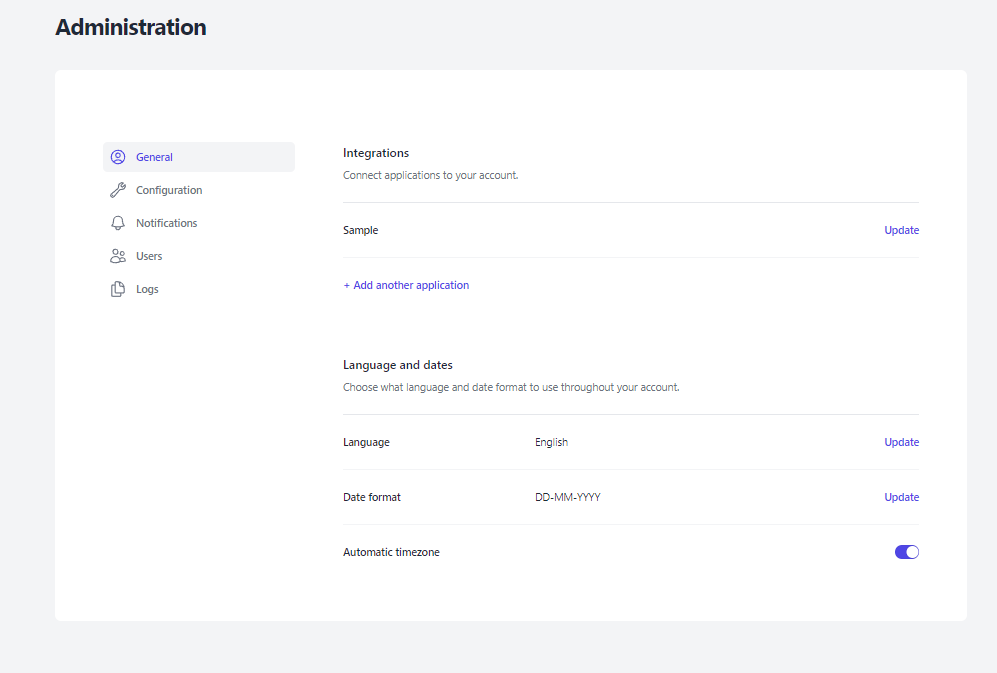 Administration
General
Configuration
Notifications
Users
Logs
Integrations
Connect applications to your account.
Sample
Update
+ Add another application
Language and dates
Choose what language and date format to use throughout your account.
Language
English
Update
Date format
DD-MM-YYYY
Update
Automatic timezone